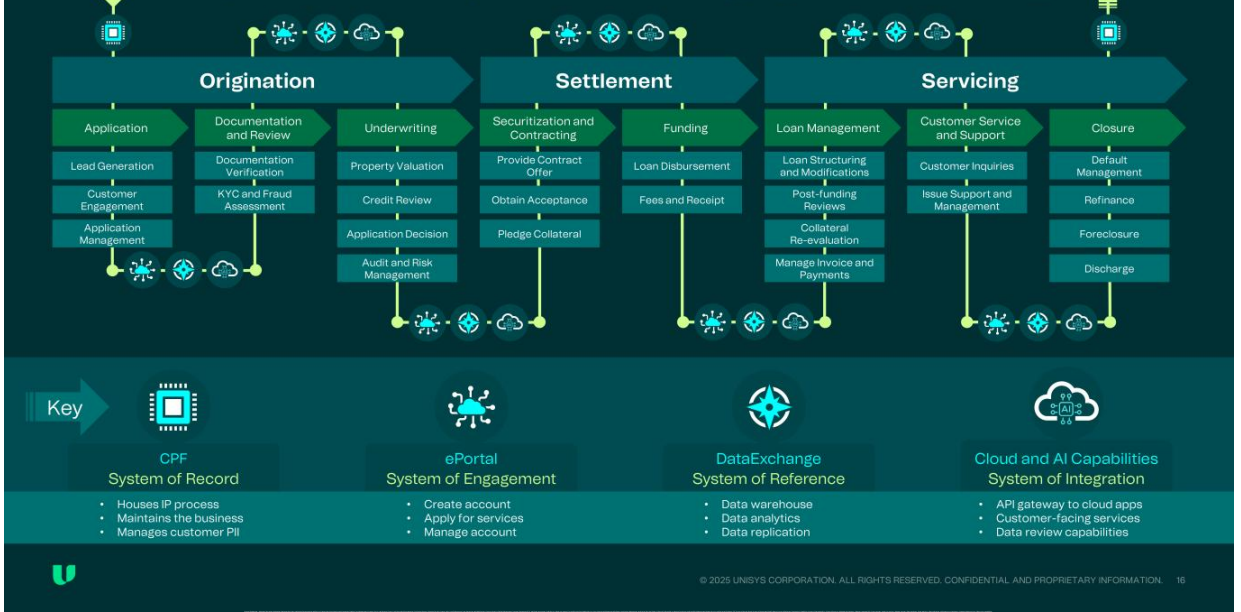 Origination
Settlement
Servicing
Application
Lead Generation
Customer
Engagement
Application
Management
Documentation
and Review
Documentation
Verification
KYC and Fraud
Assessment
Underwriting
Property Valuation
Credit Review
Application Decision
Audit and Risk
Management
Securitization and
Contracting
Provide Contract
Offer
Obtain Acceptance
Pledge Collateral
Funding
Loan Disbursement
Fees and Receipt
Loan Management
Loan Structuring
and Modifications
Post-funding
Reviews
Collateral
Re-evaluation
Manage Invoice and
Payments
Customer Service
and Support
Customer Inquiries
Issue Support and
Management
Closure
Default
Management
Refinance
Foreclosure
Discharge
Key
CPF
System of Record
• Houses IP process
• Maintains the business
• Manages customer PII
ePortal
System of Engagement
• Create account
• Apply for services
• Manage account
DataExchange
System of Reference
• Data warehouse
• Data analytics
• Data replication
AI
Cloud and AI Capabilities
System of Integration
• API gateway to cloud apps
• Customer-facing services
• Data review capabilities
© 2025 UNISYS CORPORATION. ALL RIGHTS RESERVED. CONFIDENTIAL AND PROPRIETARY INFORMATION. 16